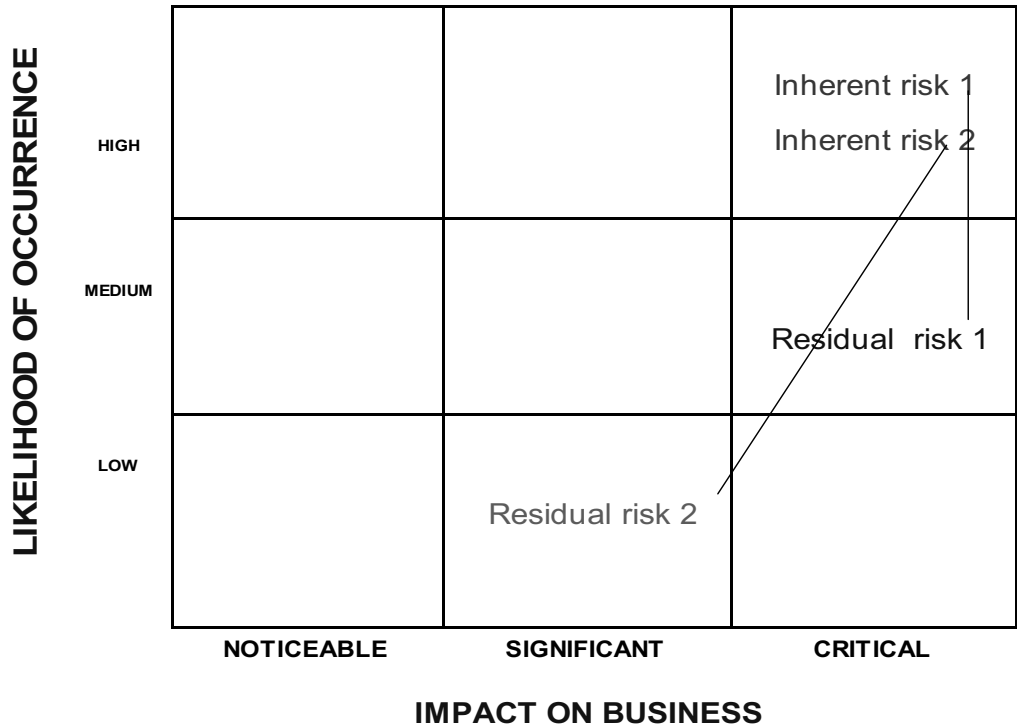 LIKELIHOOD OF OCCURRENCE
HIGH
Inherent risk 1
Inherent risk 2
MEDIUM
Residual risk 1
LOW
Residual risk 2
NOTICEABLE SIGNIFICANT CRITICAL
IMPACT ON BUSINESS